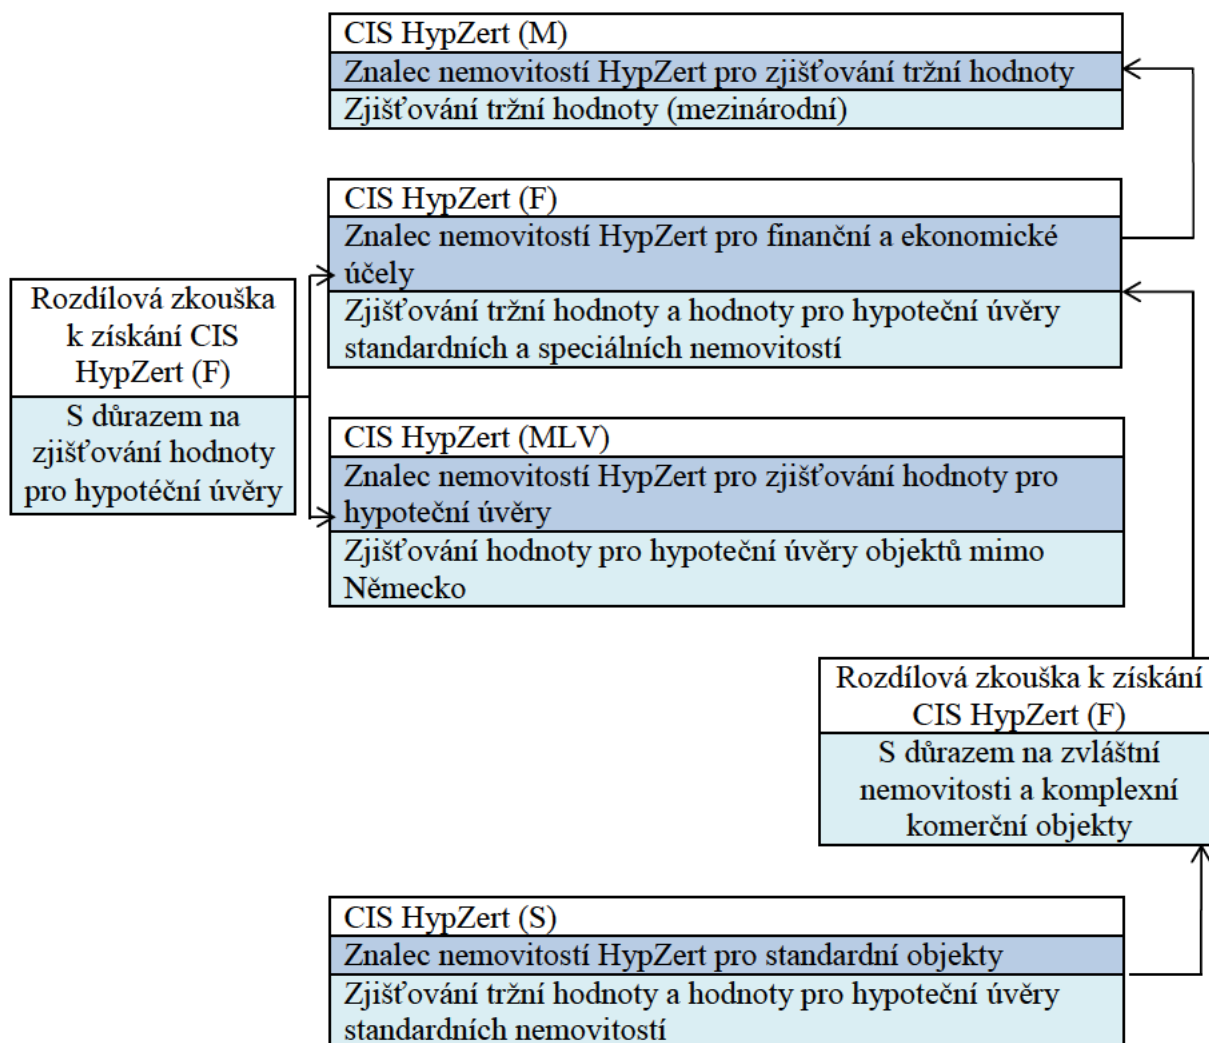 CIS HypZert (M)
Znalec nemovitostí HypZert pro zjišťování tržní hodnoty
Zjišťování tržní hodnoty (mezinárodní)
CIS HypZert (F)
Znalec nemovitostí HypZert pro finanční a ekonomické
účely
Zjišťování tržní hodnoty a hodnoty pro hypoteční úvěry
standardních a speciálních nemovitostí
Rozdílová zkouška
k získání CIS
HypZert (F)
S důrazem na
zjišťování hodnoty
pro hypotéční úvěry
CIS HypZert (MLV)
Znalec nemovitostí HypZert pro zjišťování hodnoty pro
hypoteční úvěry
Zjišťování hodnoty pro hypoteční úvěry objektů mimo
Německo
Rozdílová zkouška k získání
CIS HypZert (F)
S důrazem na zvláštní
nemovitosti a komplexní
komerční objekty
CIS HypZert (S)
Znalec nemovitostí HypZert pro standardní objekty
Zjišťování tržní hodnoty a hodnoty pro hypoteční úvěry
standardních nemovitostí